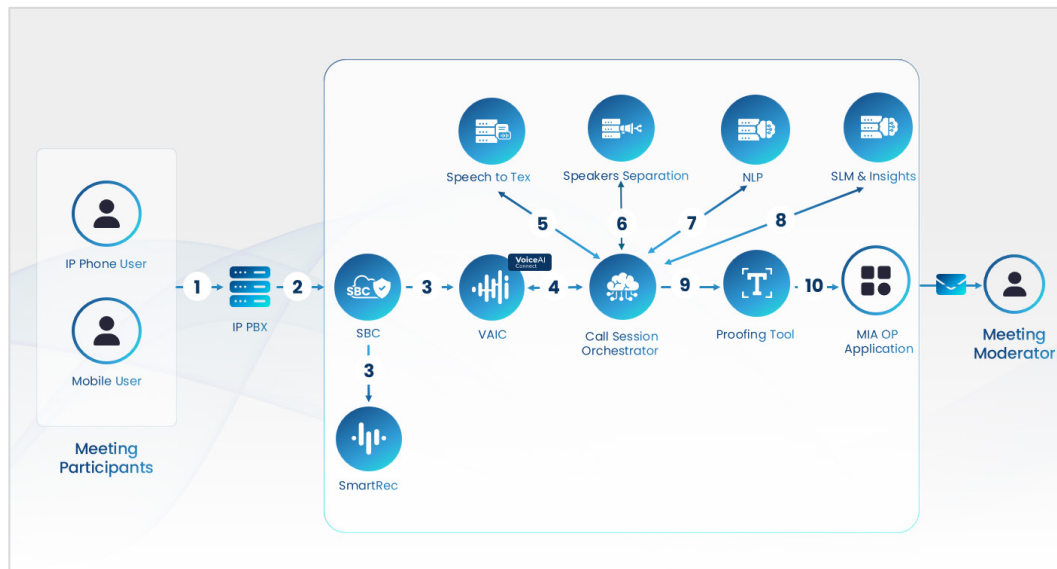 Speech to Tex
Speakers Separation
NLP
SLM & Insights
5
6
7
8
IP Phone User
Mobile User
Meeting
Participants
1
IP PBX
2
SBC
SBC
3
VoiceAI
Connect
VAIC
4
Call Session
Orchestrator
9
T
Proofing Tool
10
MIA OP
Application
Meeting
Moderator
3
SmartRec